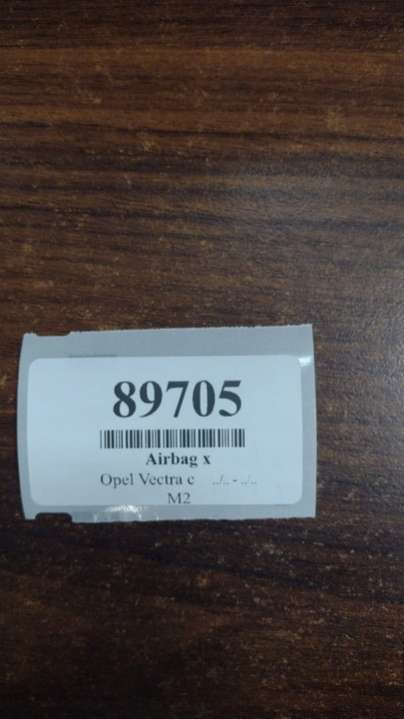 89705
Airbag x
Opel Vectra c ../.. - ../..
M2